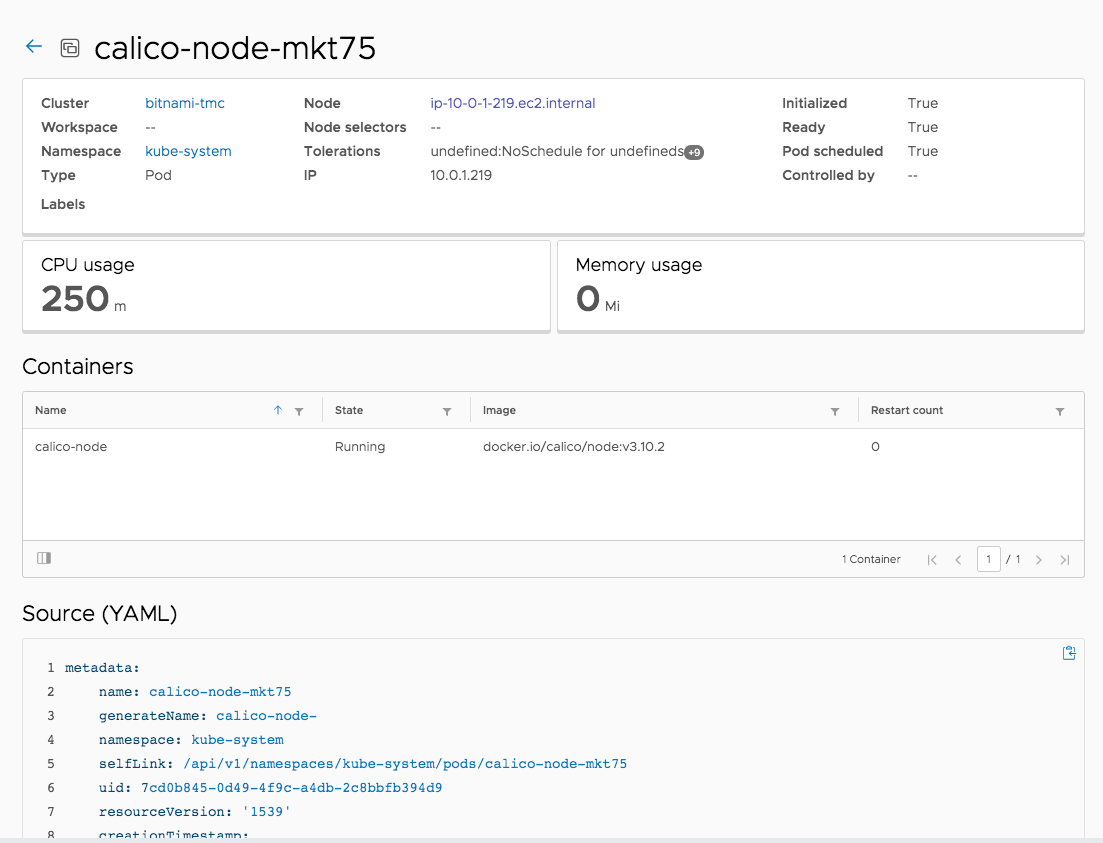 calico-node-mkt75
Cluster bitnami-tmc Node ip-10-0-1-219.ec2.internal Initialized True
Workspace -- Node selectors -- Ready True
Namespace kube-system Tolerations undefined:NoSchedule for undefineds +9 Pod scheduled True
Type Pod IP 10.0.1.219 Controlled by --
Labels
CPU usage Memory usage
250 m 0 Mi
Containers
Name State Image Restart count
calico-node Running docker.io/calico/node:v3.10.2 0
1 Container 1 / 1
Source (YAML)
1 metadata:
2 name: calico-node-mkt75
3 generateName: calico-node-
4 namespace: kube-system
5 selfLink: /api/v1/namespaces/kube-system/pods/calico-node-mkt75
6 uid: 7cd0b845-0d49-4f9c-a4db-2c8bbfb394d9
7 resourceVersion: '1539'
8 creationTimestamp: